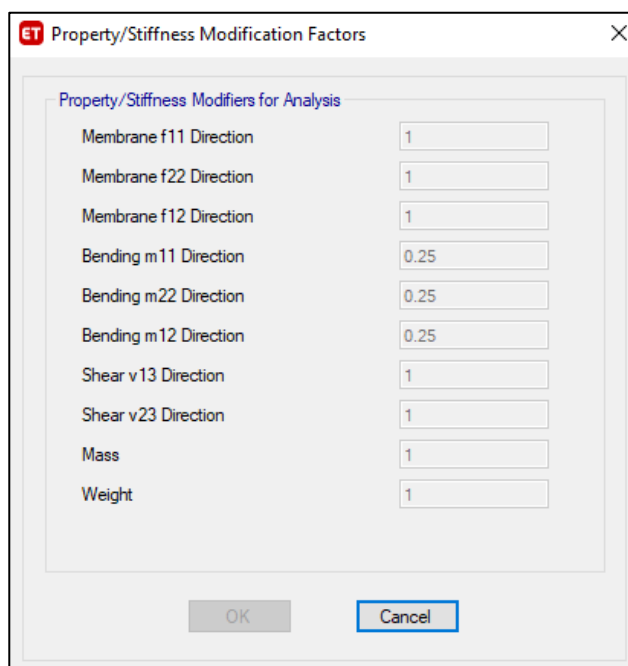 ET Property/Stiffness Modification Factors
Property/Stiffness Modifiers for Analysis
Membrane f11 Direction 1
Membrane f22 Direction 1
Membrane f12 Direction 1
Bending m11 Direction 0.25
Bending m22 Direction 0.25
Bending m12 Direction 0.25
Shear v13 Direction 1
Shear v23 Direction 1
Mass 1
Weight 1
OK Cancel